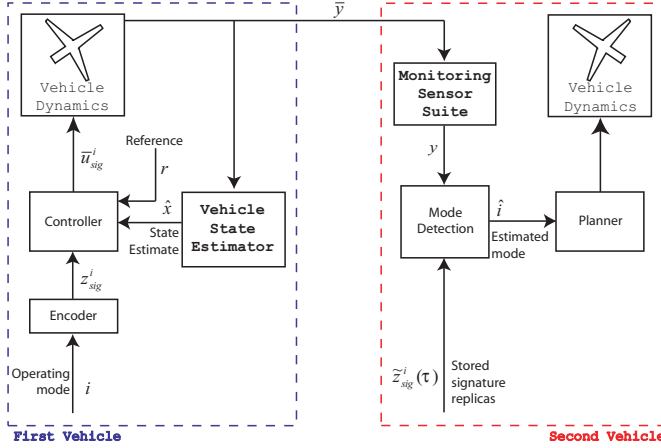 ȳ
Vehicle
Dynamics
Monitoring
Sensor
Suite
Vehicle
Dynamics
ū^i_sig
Reference
r
y
Controller
x̂
State
Estimate
Vehicle
State
Estimator
Mode
Detection
î
Estimated
mode
Planner
z^i_sig
Encoder
Operating
mode
i
z̃^i_sig(τ)
Stored
signature
replicas
First Vehicle
Second Vehicle